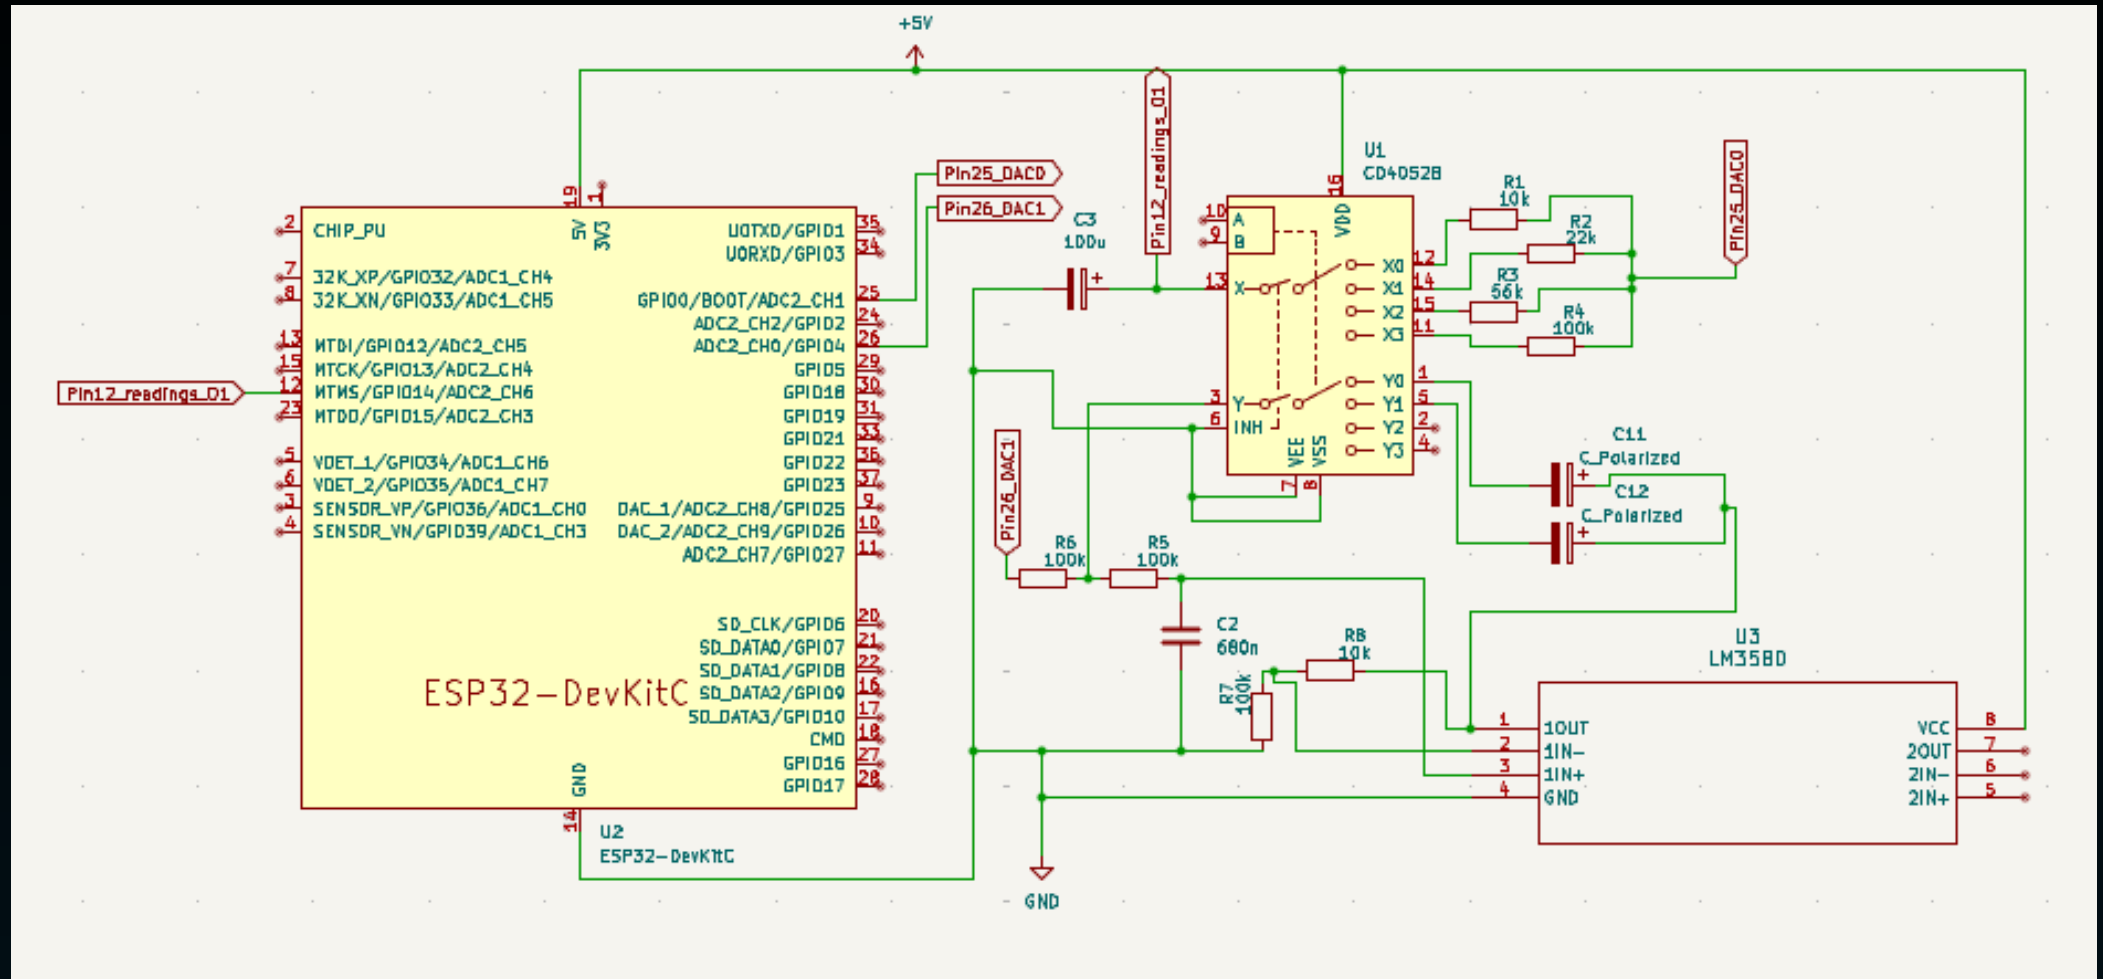 +5V
Pin12_readings_01
U1
CD4052B
16
VDD
Pin25_DAC0
19
1
5V
3V3
Pin25_DAC0
Pin26_DAC1
C3
100u
10
A
9
B
R1
10k
R2
22k
R3
56k
R4
100k
2
CHIP_PU
UOTXD/GPIO1
35
UORXD/GPIO3
34
7
32K_XP/GPIO32/ADC1_CH4
8
32K_XN/GPIO33/ADC1_CH5
GPIO0/BOOT/ADC2_CH1
25
ADC2_CH2/GPIO2
24
13
MTDI/GPIO12/ADC2_CH5
ADC2_CH0/GPIO4
26
15
MTCK/GPIO13/ADC2_CH4
GPIO5
29
Pin12_readings_01
12
MTMS/GPIO14/ADC2_CH6
GPIO18
30
23
MTDO/GPIO15/ADC2_CH3
GPIO19
31
GPIO21
33
5
VDET_1/GPIO34/ADC1_CH6
GPIO22
36
6
VDET_2/GPIO35/ADC1_CH7
GPIO23
37
3
SENSOR_VP/GPIO36/ADC1_CH0
DAC_1/ADC2_CH8/GPIO25
9
4
SENSOR_VN/GPIO39/ADC1_CH3
DAC_2/ADC2_CH9/GPIO26
10
ADC2_CH7/GPIO27
11
SD_CLK/GPIO6
20
SD_DATA0/GPIO7
21
SD_DATA1/GPIO8
22
SD_DATA2/GPIO9
16
SD_DATA3/GPIO10
17
CMD
18
GPIO16
27
GPIO17
28
ESP32-DevKitC
GND
14
U2
ESP32-DevKitC
+
13
X
X0
12
X1
14
X2
15
X3
11
3
Y
6
INH
Y0
1
Y1
5
Y2
2
Y3
4
VEE
VSS
7
8
C11
C_Polarized
+
C12
C_Polarized
+
Pin26_DAC1
R6
100k
R5
100k
C2
680n
R7
100k
R8
10k
U3
LM358D
1
1OUT
2
1IN-
3
1IN+
4
GND
VCC
8
2OUT
7
2IN-
6
2IN+
5
GND